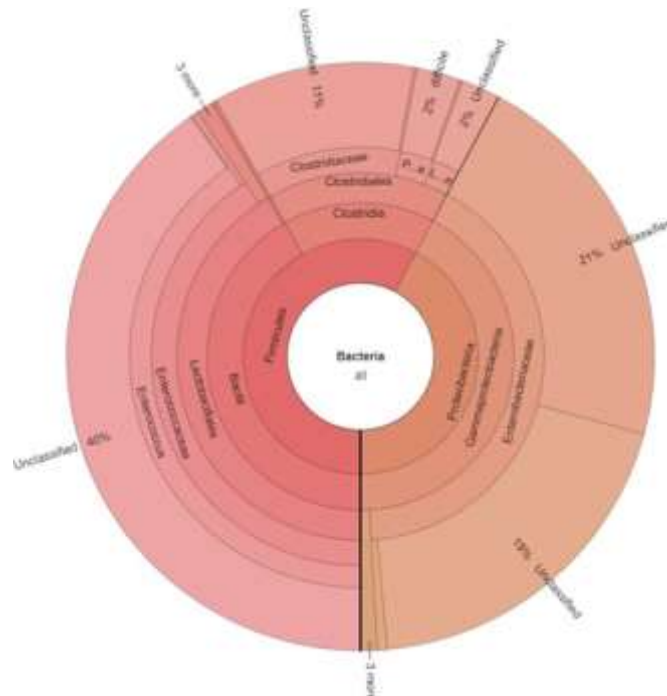 Bacteria
all
Firmicutes
Bacilli
Lactobacillales
Enterococcaceae
Enterococcus
Unclassified 40%
3 more
Unclassified 11%
Clostridiaceae
Clostridiales
Clostridia
2%
2% Unclassified
21% Unclassified
19% Unclassified
3 more
Proteobacteria
Gammaproteobacteria
Enterobacteriaceae